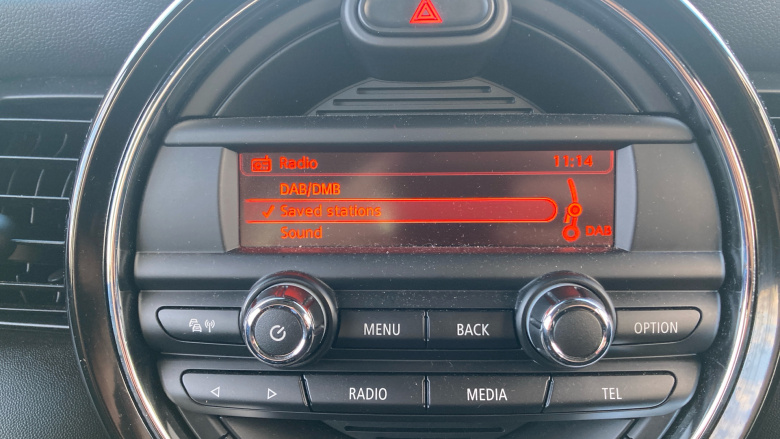 Radio 11:14
DAB/DMB
Saved stations
Sound DAB
MENU BACK OPTION
RADIO MEDIA TEL